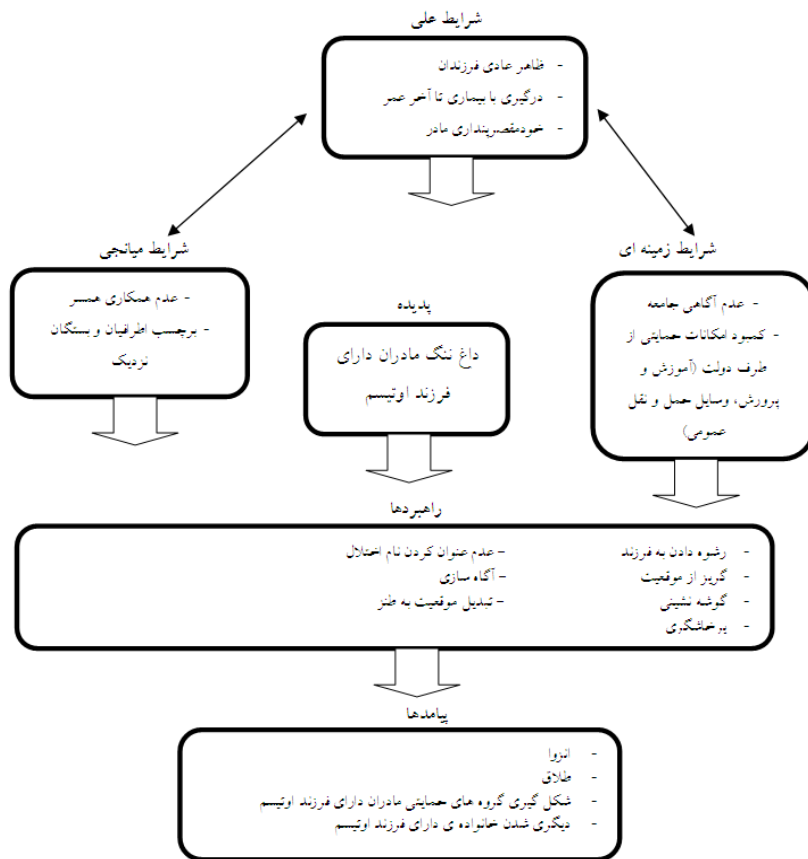 شرایط علی
- ظاهر عادی فرزندان
- درگیری با بیماری تا آخر عمر
- خودمقصرپنداری مادر
شرایط زمینه ای
- عدم آگاهی جامعه
- کمبود امکانات حمایتی از
طرف دولت (آموزش و
پرورش، وسایل حمل و نقل
عمومی)
پدیده
داغ ننگ مادران دارای
فرزند اوتیسم
شرایط میانجی
- عدم همکاری همسر
- برچسب اطرافیان و بستگان
نزدیک
راهبردها
- رشوه دادن به فرزند
- گریز از موقعیت
- گوشه نشینی
- پرخاشگری
- عدم عنوان کردن نام اختلال
- آگاه سازی
- تبدیل موقعیت به طنز
پیامدها
- انزوا
- طلاق
- شکل گیری گروه های حمایتی مادران دارای فرزند اوتیسم
- دیگری شدن خانواده ی دارای فرزند اوتیسم